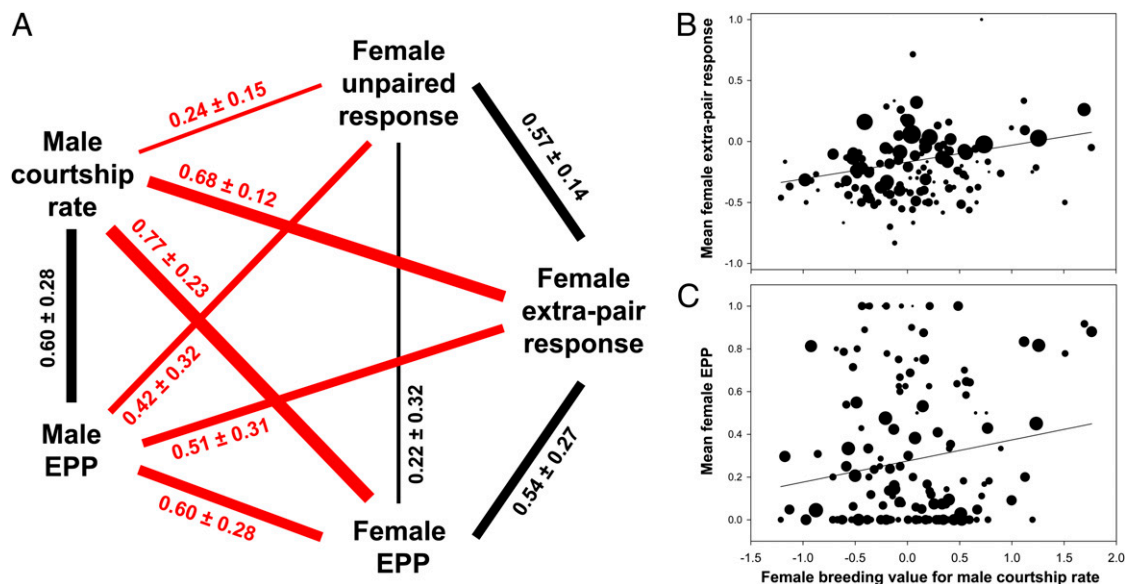 A
Female
unpaired
response
Male
courtship
rate
Female
extra-pair
response
Male
EPP
Female
EPP
0.24 ± 0.15
0.57 ± 0.14
0.68 ± 0.12
0.77 ± 0.23
0.60 ± 0.28
0.42 ± 0.32
0.51 ± 0.31
0.22 ± 0.32
0.54 ± 0.27
0.60 ± 0.28
B
Mean female extra-pair response
1.0
0.5
-0.0
-0.5
-1.0
C
Mean female EPP
1.0
0.8
0.6
0.4
0.2
0.0
-1.5 -1.0 -0.5 0.0 0.5 1.0 1.5 2.0
Female breeding value for male courtship rate